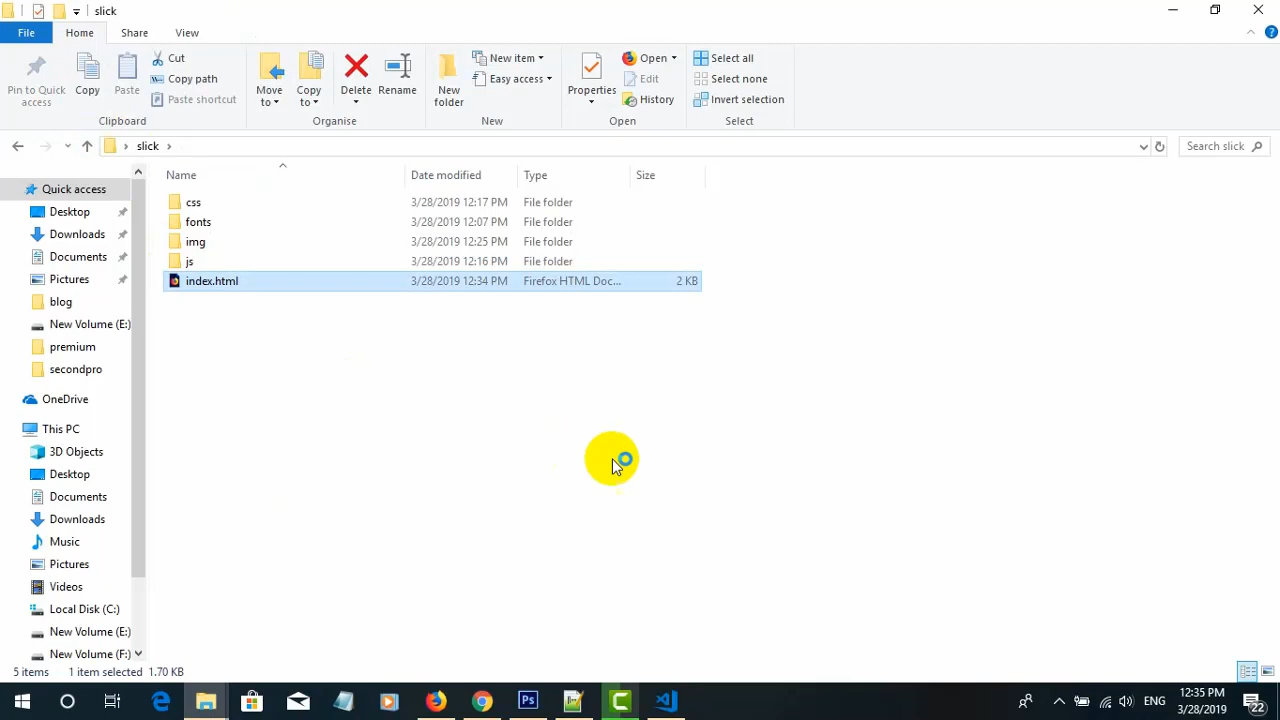 slick
File Home Share View
Pin to Quick access
Copy
Paste
Cut
Copy path
Paste shortcut
Clipboard
Move to
Copy to
Delete
Rename
Organise
New folder
New item
Easy access
New
Properties
Open
Edit
History
Open
Select all
Select none
Invert selection
Select
slick
Search slick
Name Date modified Type Size
css 3/28/2019 12:17 PM File folder
fonts 3/28/2019 12:07 PM File folder
img 3/28/2019 12:25 PM File folder
js 3/28/2019 12:16 PM File folder
index.html 3/28/2019 12:34 PM Firefox HTML Doc... 2 KB
Quick access
Desktop
Downloads
Documents
Pictures
blog
New Volume (E:)
premium
secondpro
OneDrive
This PC
3D Objects
Desktop
Documents
Downloads
Music
Pictures
Videos
Local Disk (C:)
New Volume (E:)
New Volume (F:)
5 items 1 item selected 1.70 KB
Ps
ENG
12:35 PM
3/28/2019
22